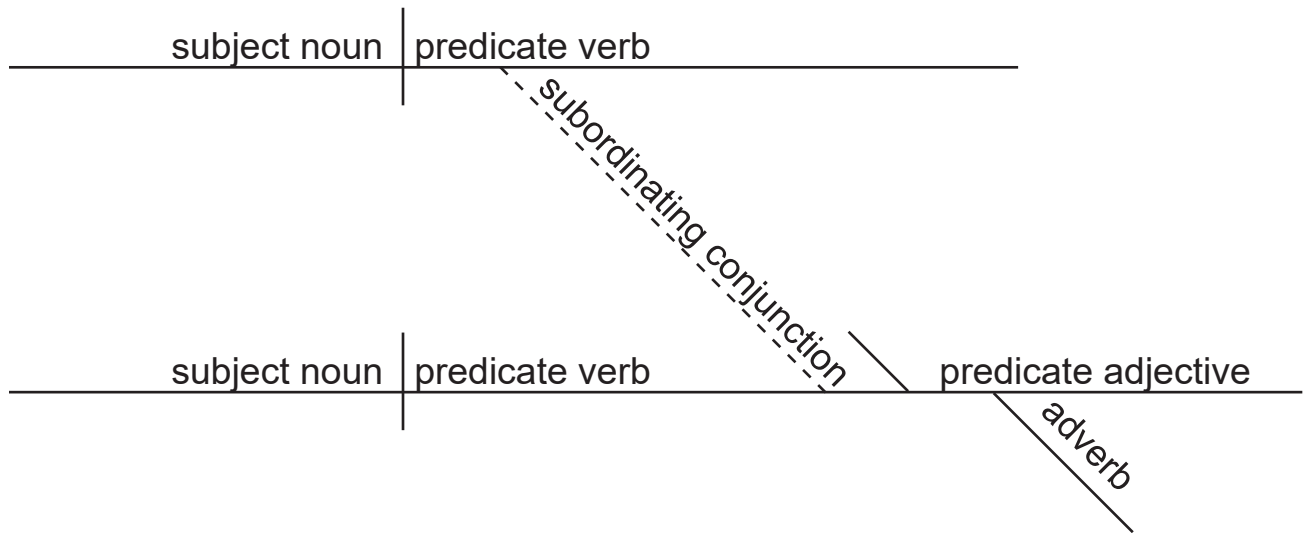 subject noun predicate verb
subordinating conjunction
subject noun predicate verb predicate adjective
adverb